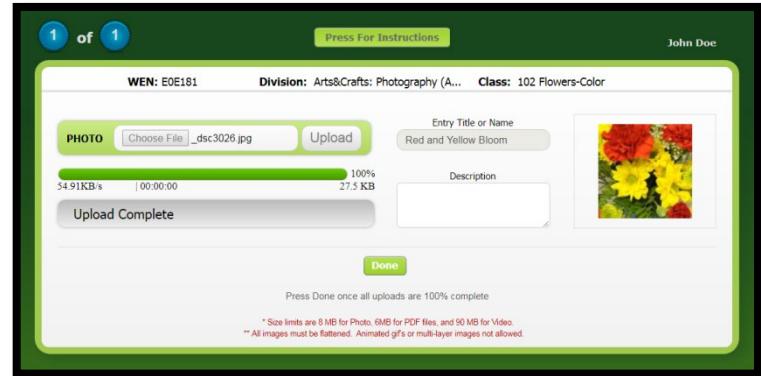 1 of 1
Press For Instructions
John Doe
WEN: E0E181 Division: Arts&Crafts: Photography (A... Class: 102 Flowers-Color
PHOTO Choose File _dsc3026.jpg Upload
Entry Title or Name
Red and Yellow Bloom
100%
54.91KB/s | 00:00:00 27.5 KB
Description
Upload Complete
Done
Press Done once all uploads are 100% complete
* Size limits are 8 MB for Photo, 6MB for PDF files, and 90 MB for Video.
** All images must be flattened. Animated gif's or multi-layer images not allowed.